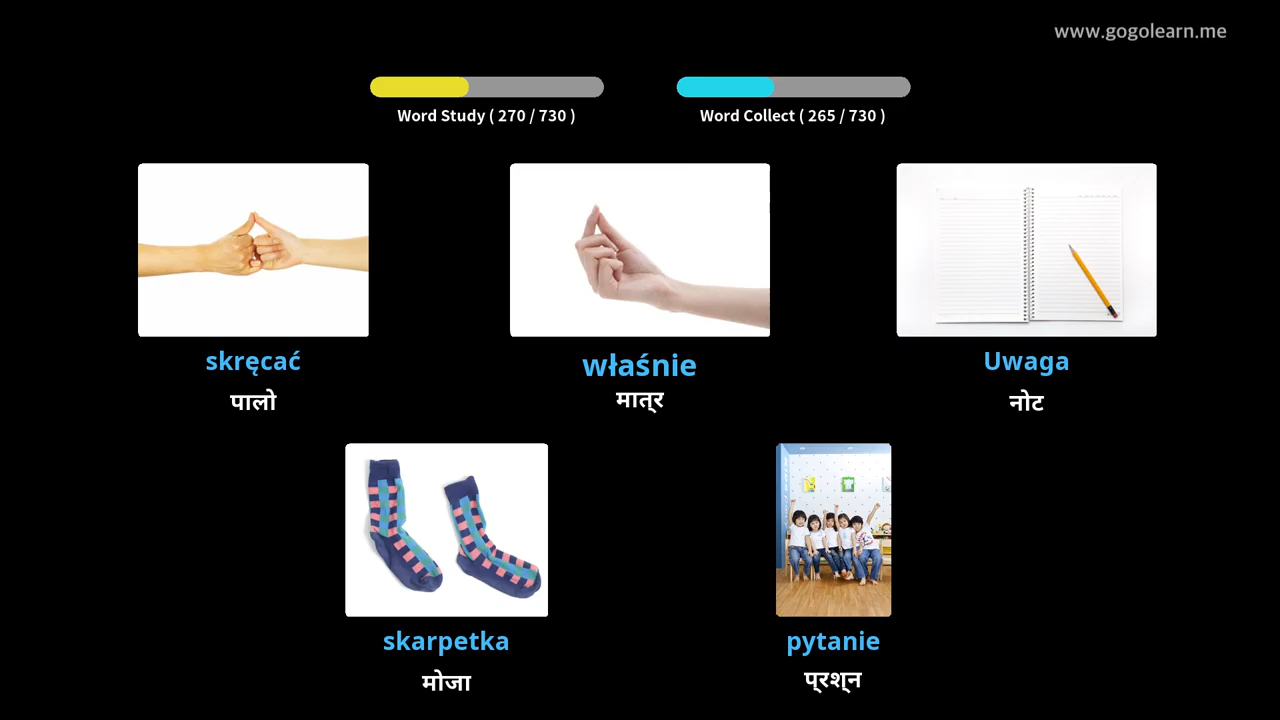 www.gogolearn.me
Word Study ( 270 / 730 )
Word Collect ( 265 / 730 )
skręcać
पालो
właśnie
मात्र
Uwaga
नोट
skarpetka
मोजा
pytanie
प्रश्न